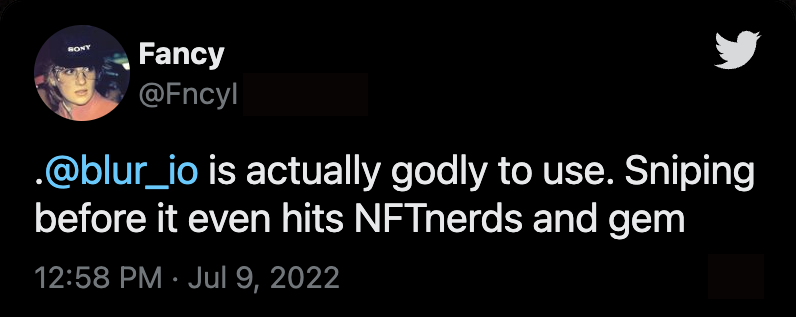 SONY
Fancy
@Fncyl
.@blur_io is actually godly to use. Sniping
before it even hits NFTnerds and gem
12:58 PM · Jul 9, 2022